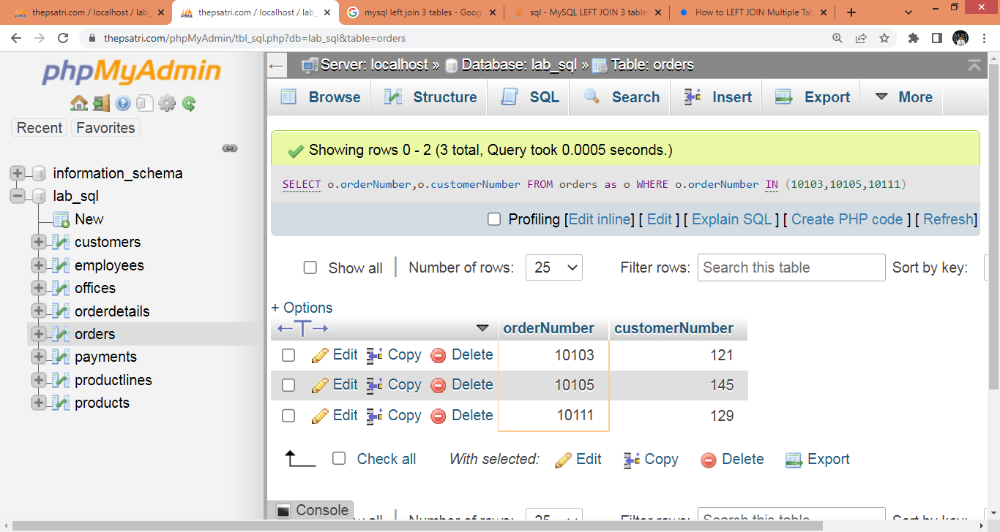 thepsatri.com / localhost / lab_
thepsatri.com / localhost / lab_
mysql left join 3 tables - Goog
sql - MySQL LEFT JOIN 3 table
How to LEFT JOIN Multiple Tab
thepsatri.com/phpMyAdmin/tbl_sql.php?db=lab_sql&table=orders
phpMyAdmin
Recent Favorites
information_schema
lab_sql
New
customers
employees
offices
orderdetails
orders
payments
productlines
products
Server: localhost » Database: lab_sql » Table: orders
Browse Structure SQL Search Insert Export More
Showing rows 0 - 2 (3 total, Query took 0.0005 seconds.)
SELECT o.orderNumber,o.customerNumber FROM orders as o WHERE o.orderNumber IN (10103,10105,10111)
Profiling [Edit inline] [ Edit ] [ Explain SQL ] [ Create PHP code ] [ Refresh]
Show all Number of rows: 25 Filter rows: Search this table Sort by key:
+ Options
←T→ orderNumber customerNumber
Edit Copy Delete 10103 121
Edit Copy Delete 10105 145
Edit Copy Delete 10111 129
Check all With selected: Edit Copy Delete Export
Console